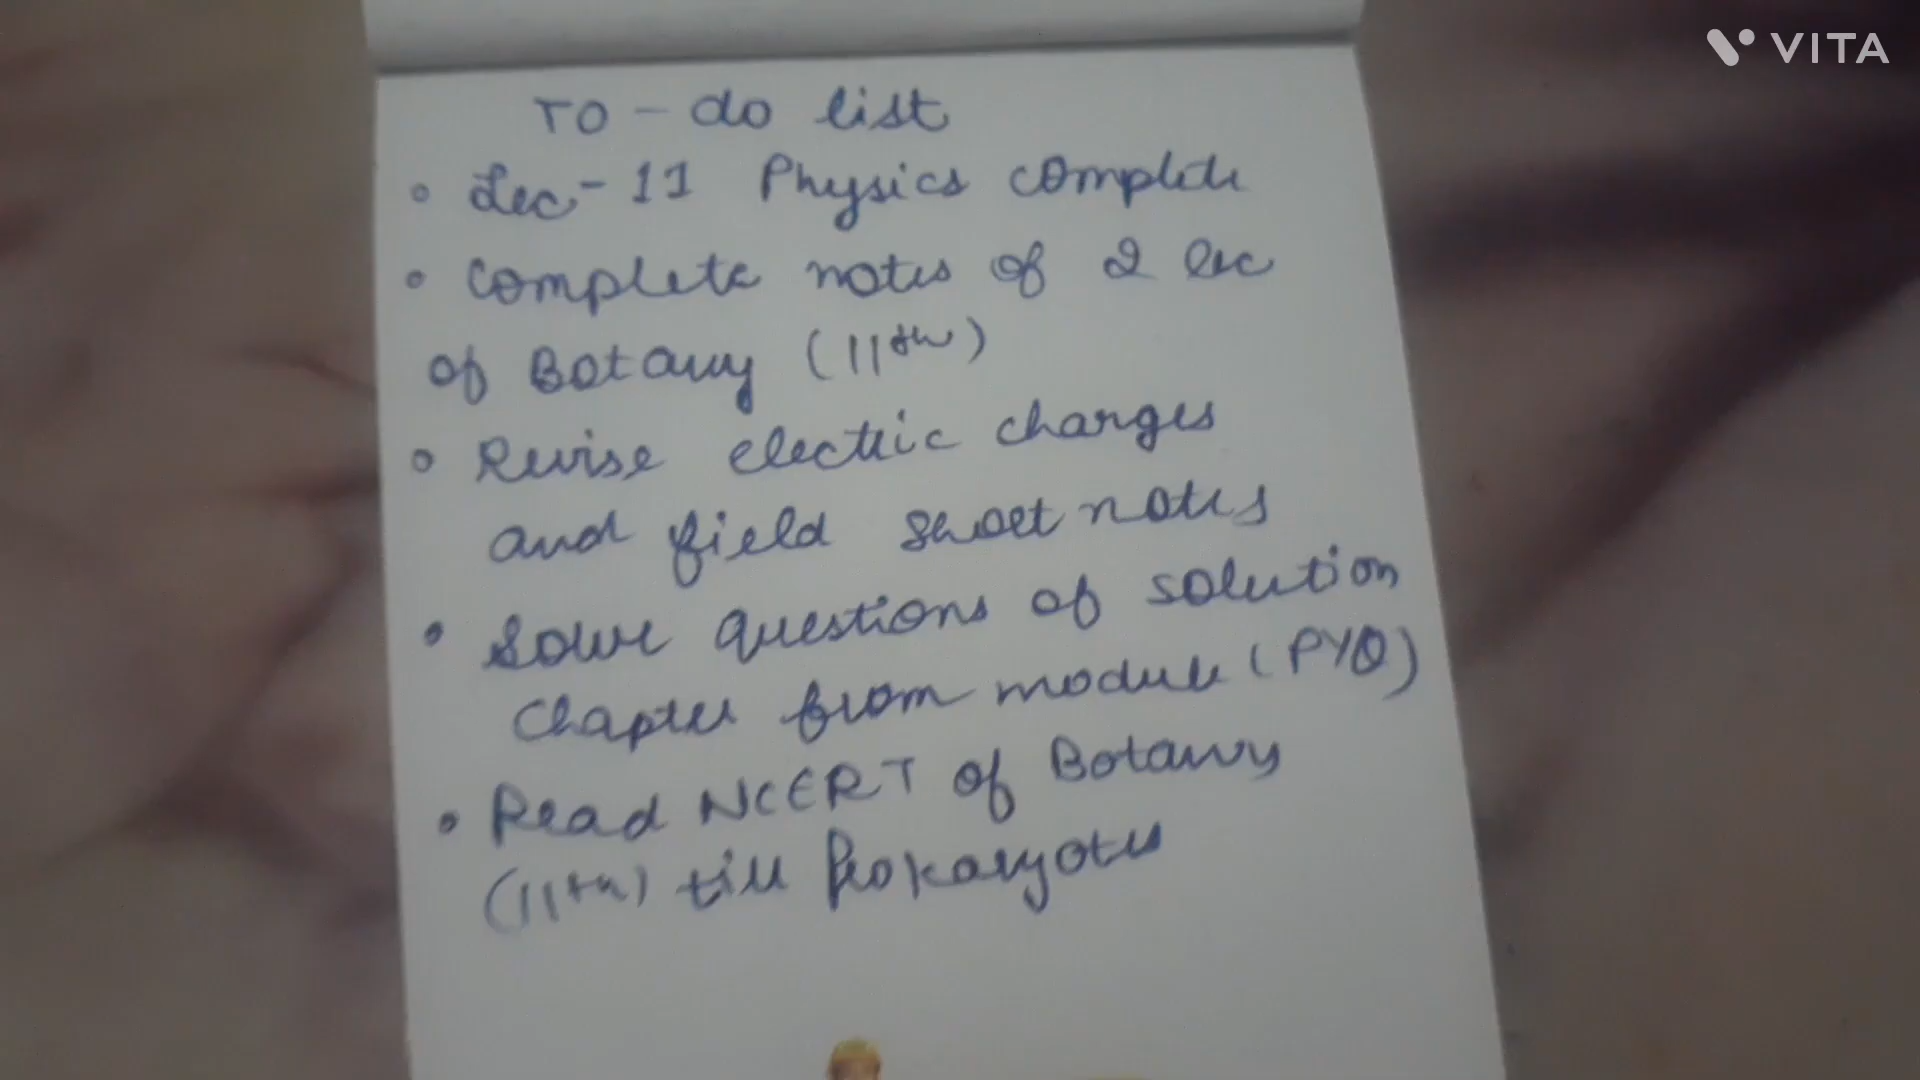 VITA
TO - do list
• Lec - 11 Physics complete
• Complete notes of 2 lec
of Botany (11th)
• Revise electric charges
and field short notes
• Solve questions of solution
Chapter from module (PYQ)
• Read NCERT of Botany
(11th) till Prokaryotes